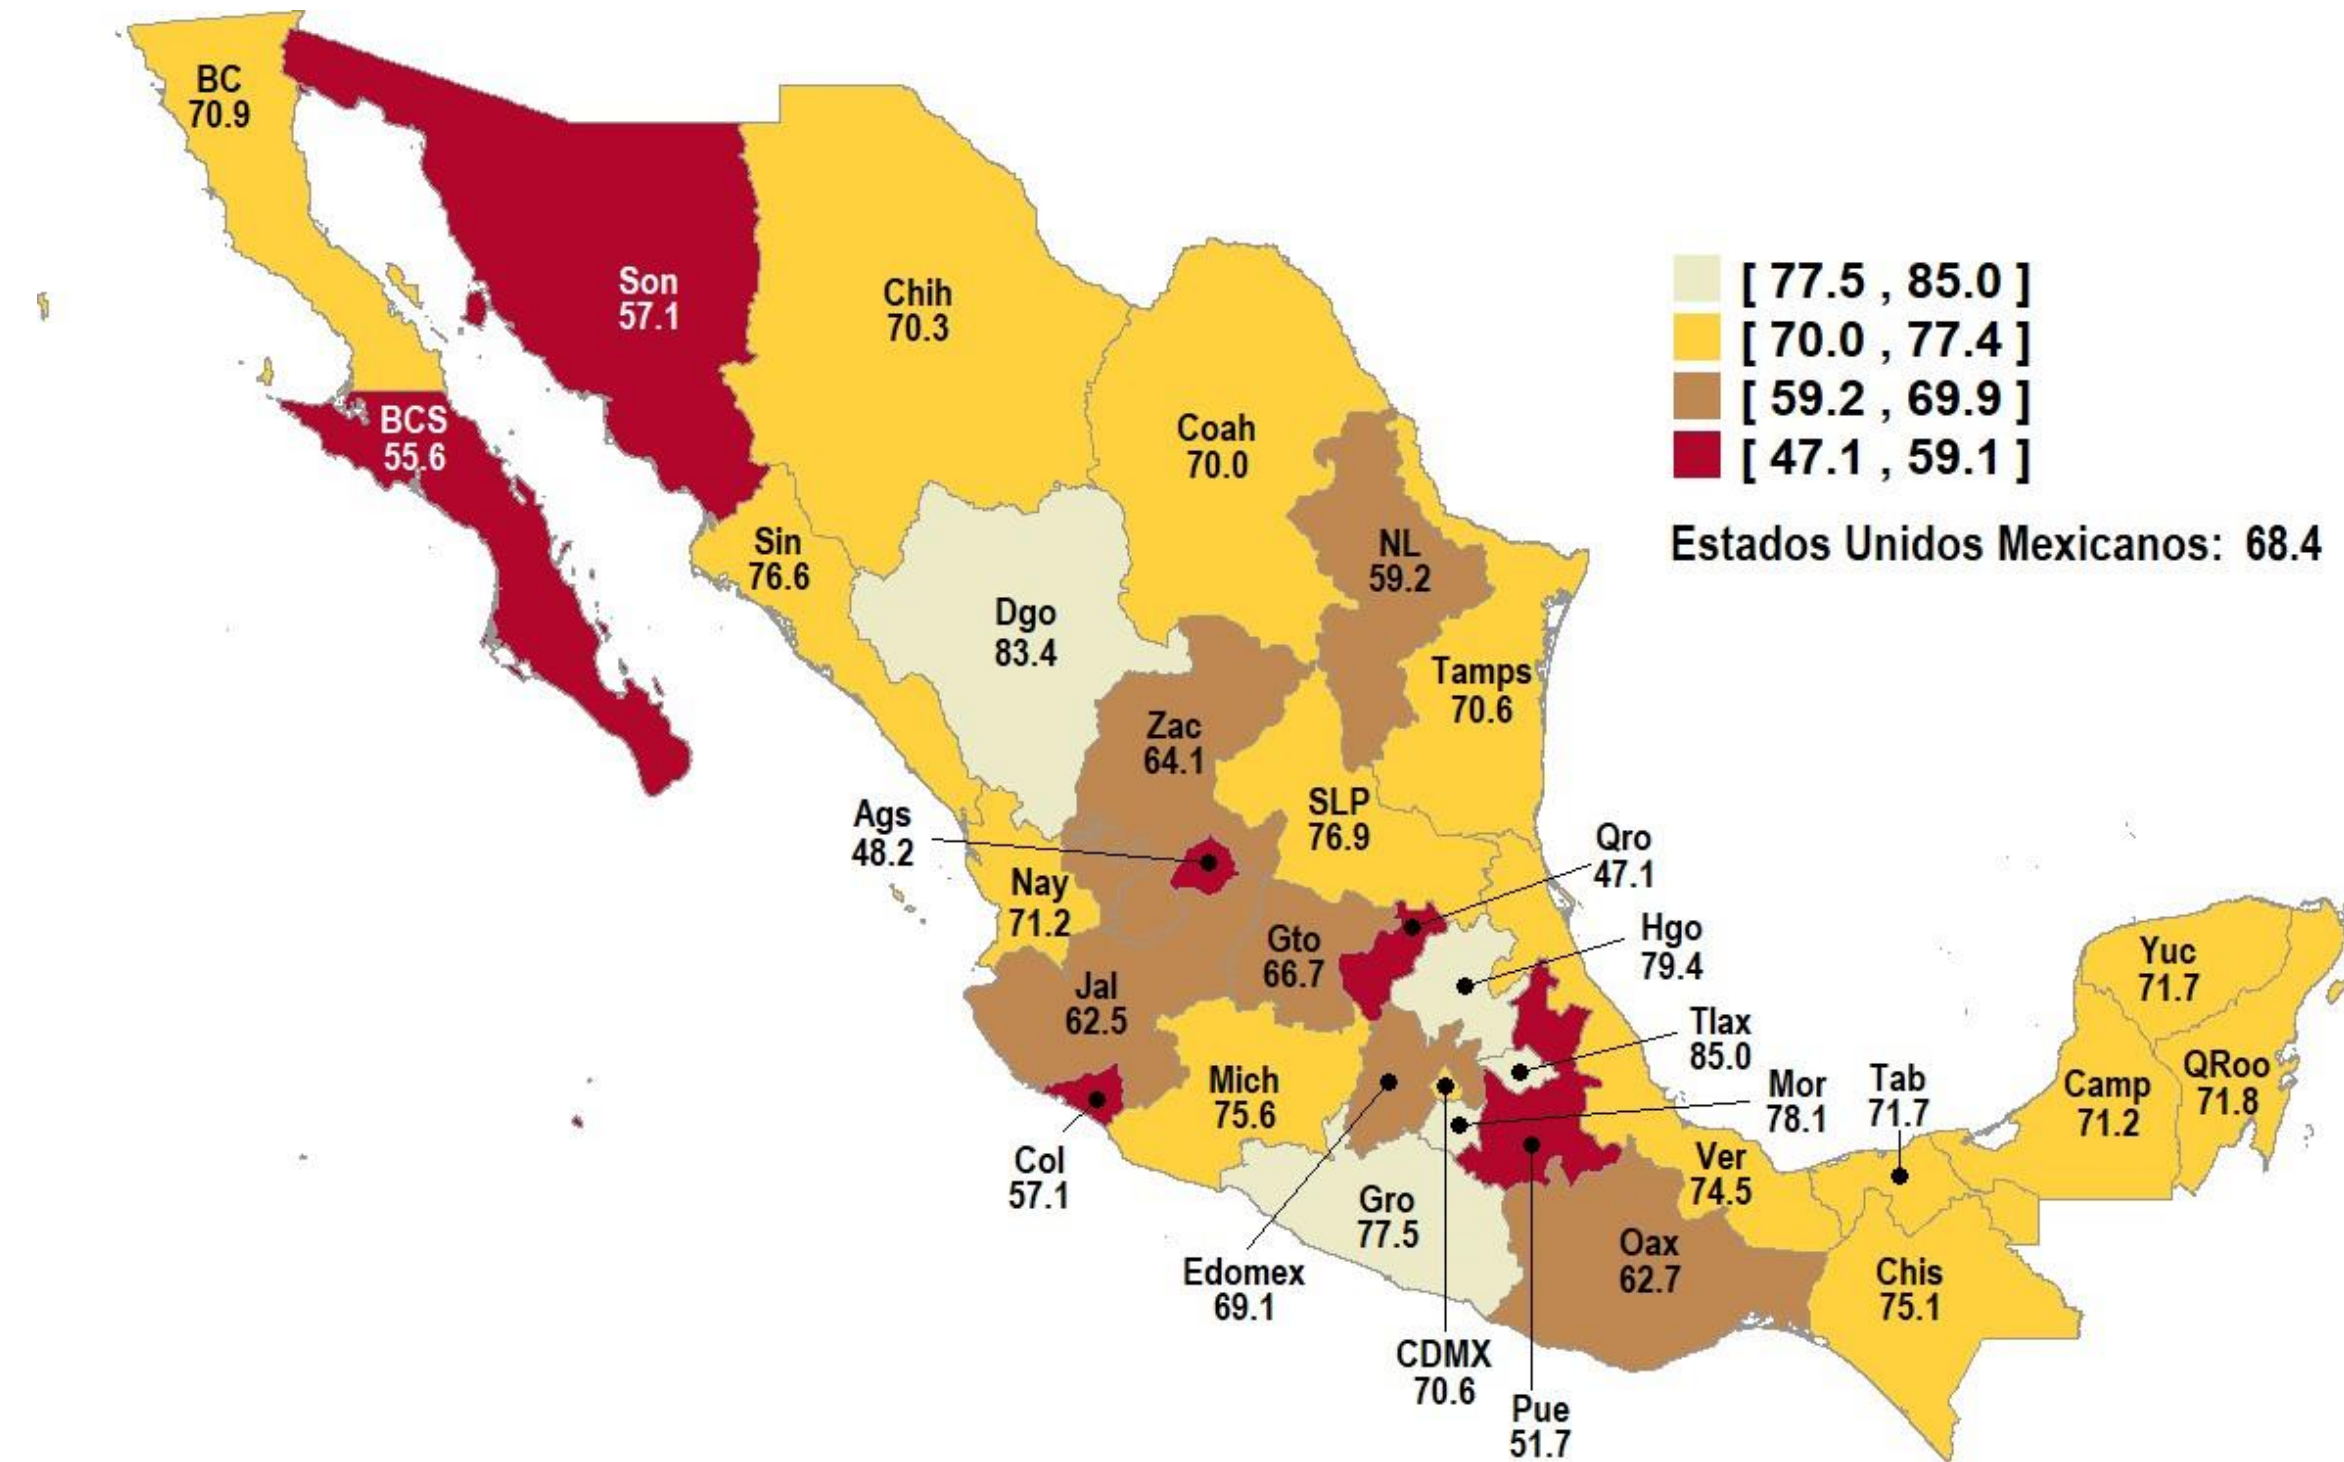 BC
70.9
Son
57.1
Chih
70.3
BCS
55.6
Coah
70.0
[ 77.5 , 85.0 ]
[ 70.0 , 77.4 ]
[ 59.2 , 69.9 ]
[ 47.1 , 59.1 ]
Estados Unidos Mexicanos: 68.4
Sin
76.6
NL
59.2
Dgo
83.4
Tamps
70.6
Zac
64.1
SLP
76.9
Ags
48.2
Qro
47.1
Nay
71.2
Gto
66.7
Hgo
79.4
Yuc
71.7
Jal
62.5
Tlax
85.0
Mich
75.6
Mor
78.1
Tab
71.7
Camp
71.2
QRoo
71.8
Col
57.1
Ver
74.5
Gro
77.5
Oax
62.7
Edomex
69.1
Chis
75.1
CDMX
70.6
Pue
51.7